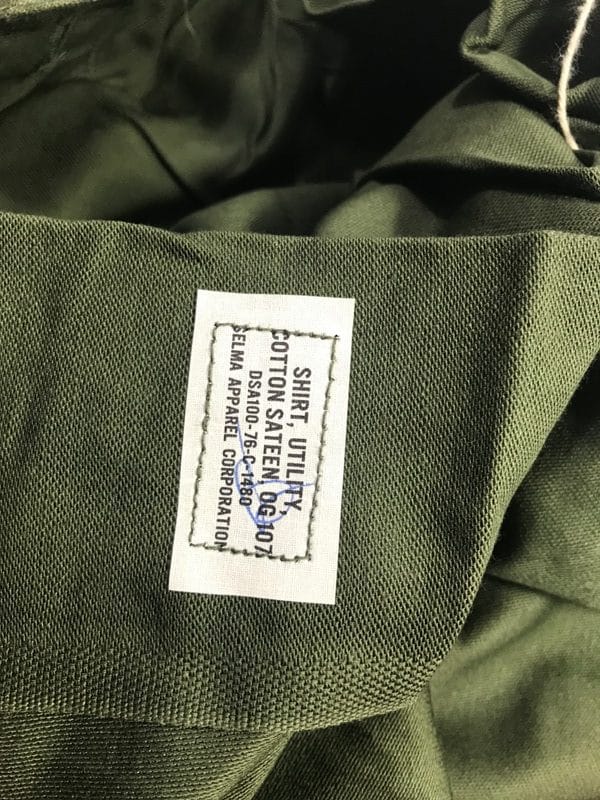 SHIRT, UTILITY,
COTTON SATEEN, OG 107
DSA100-76-C-1480
SELMA APPAREL CORPORATION